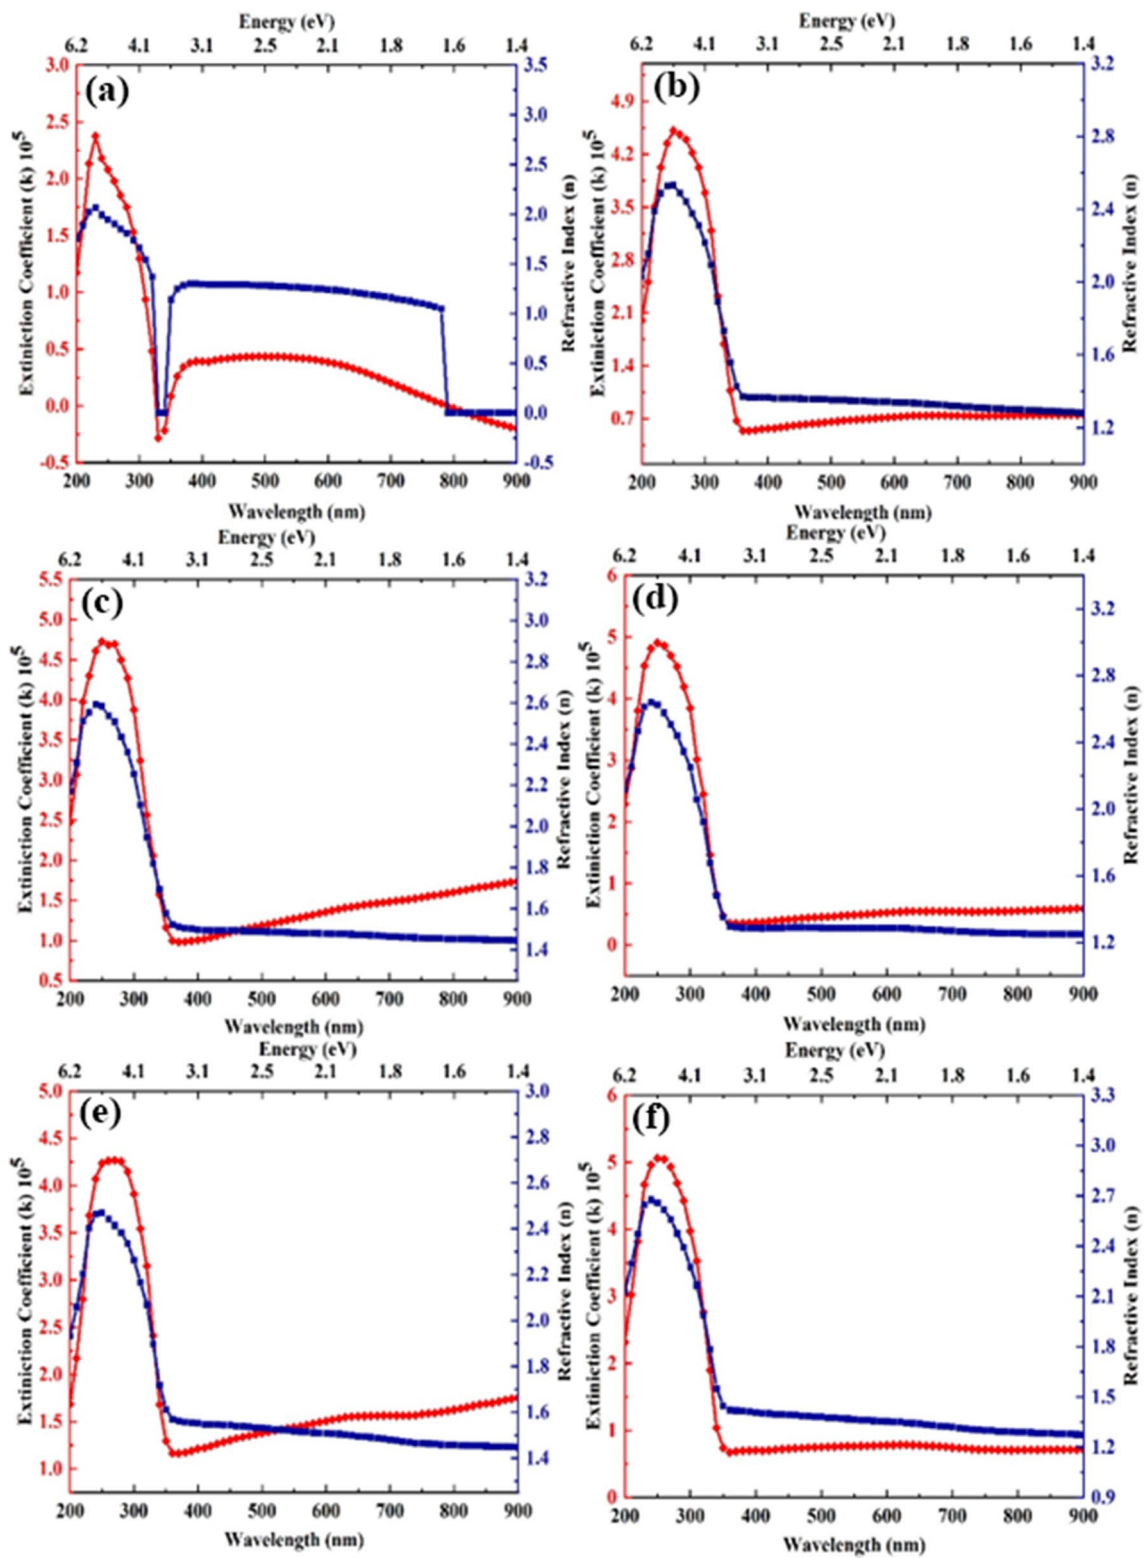 Energy (eV)
6.2 4.1 3.1 2.5 2.1 1.8 1.6 1.4
(a)
Extiniction Coefficient (k) 10^5
3.0
2.5
2.0
1.5
1.0
0.5
0.0
-0.5
Refractive Index (n)
3.5
3.0
2.5
2.0
1.5
1.0
0.5
0.0
-0.5
200 300 400 500 600 700 800 900
Wavelength (nm)
Energy (eV)
6.2 4.1 3.1 2.5 2.1 1.8 1.6 1.4
(b)
Extiniction Coefficient (k) 10^5
4.9
4.2
3.5
2.8
2.1
1.4
0.7
Refractive Index (n)
3.2
2.8
2.4
2.0
1.6
1.2
200 300 400 500 600 700 800 900
Wavelength (nm)
Energy (eV)
6.2 4.1 3.1 2.5 2.1 1.8 1.6 1.4
(c)
Extiniction Coefficient (k) 10^5
5.5
5.0
4.5
4.0
3.5
3.0
2.5
2.0
1.5
1.0
0.5
Refractive Index (n)
3.2
3.0
2.8
2.6
2.4
2.2
2.0
1.8
1.6
1.4
200 300 400 500 600 700 800 900
Wavelength (nm)
Energy (eV)
6.2 4.1 3.1 2.5 2.1 1.8 1.6 1.4
(d)
Extiniction Coefficient (k) 10^5
6
5
4
3
2
1
0
Refractive Index (n)
3.2
2.8
2.4
2.0
1.6
1.2
200 300 400 500 600 700 800 900
Wavelength (nm)
Energy (eV)
6.2 4.1 3.1 2.5 2.1 1.8 1.6 1.4
(e)
Extiniction Coefficient (k) 10^5
5.0
4.5
4.0
3.5
3.0
2.5
2.0
1.5
1.0
Refractive Index (n)
3.0
2.8
2.6
2.4
2.2
2.0
1.8
1.6
1.4
200 300 400 500 600 700 800 900
Wavelength (nm)
Energy (eV)
6.2 4.1 3.1 2.5 2.1 1.8 1.6 1.4
(f)
Extiniction Coefficient (k) 10^5
6
5
4
3
2
1
0
Refractive Index (n)
3.3
3.0
2.7
2.4
2.1
1.8
1.5
1.2
0.9
200 300 400 500 600 700 800 900
Wavelength (nm)